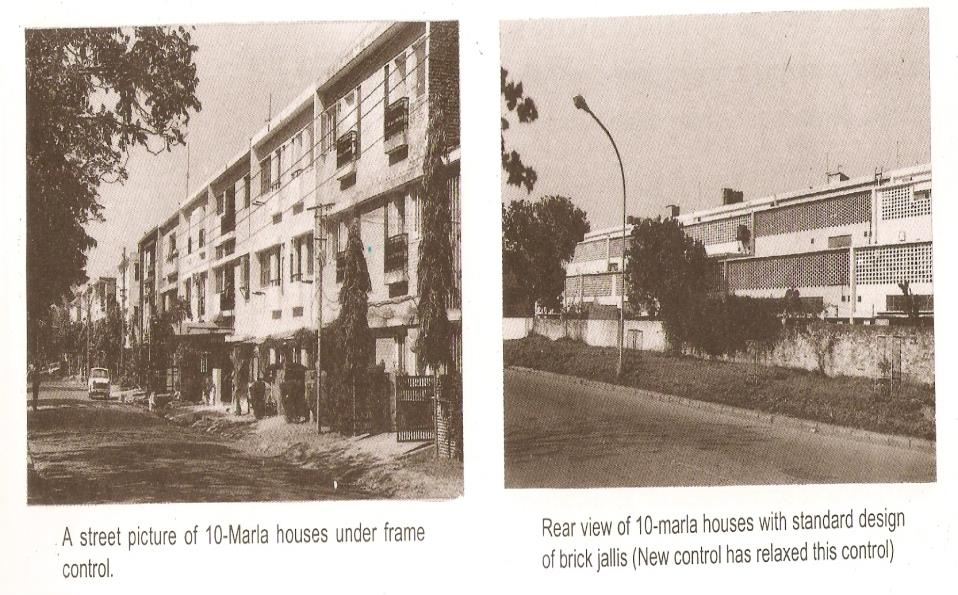 A street picture of 10-Marla houses under frame
control.
Rear view of 10-marla houses with standard design
of brick jallis (New control has relaxed this control)